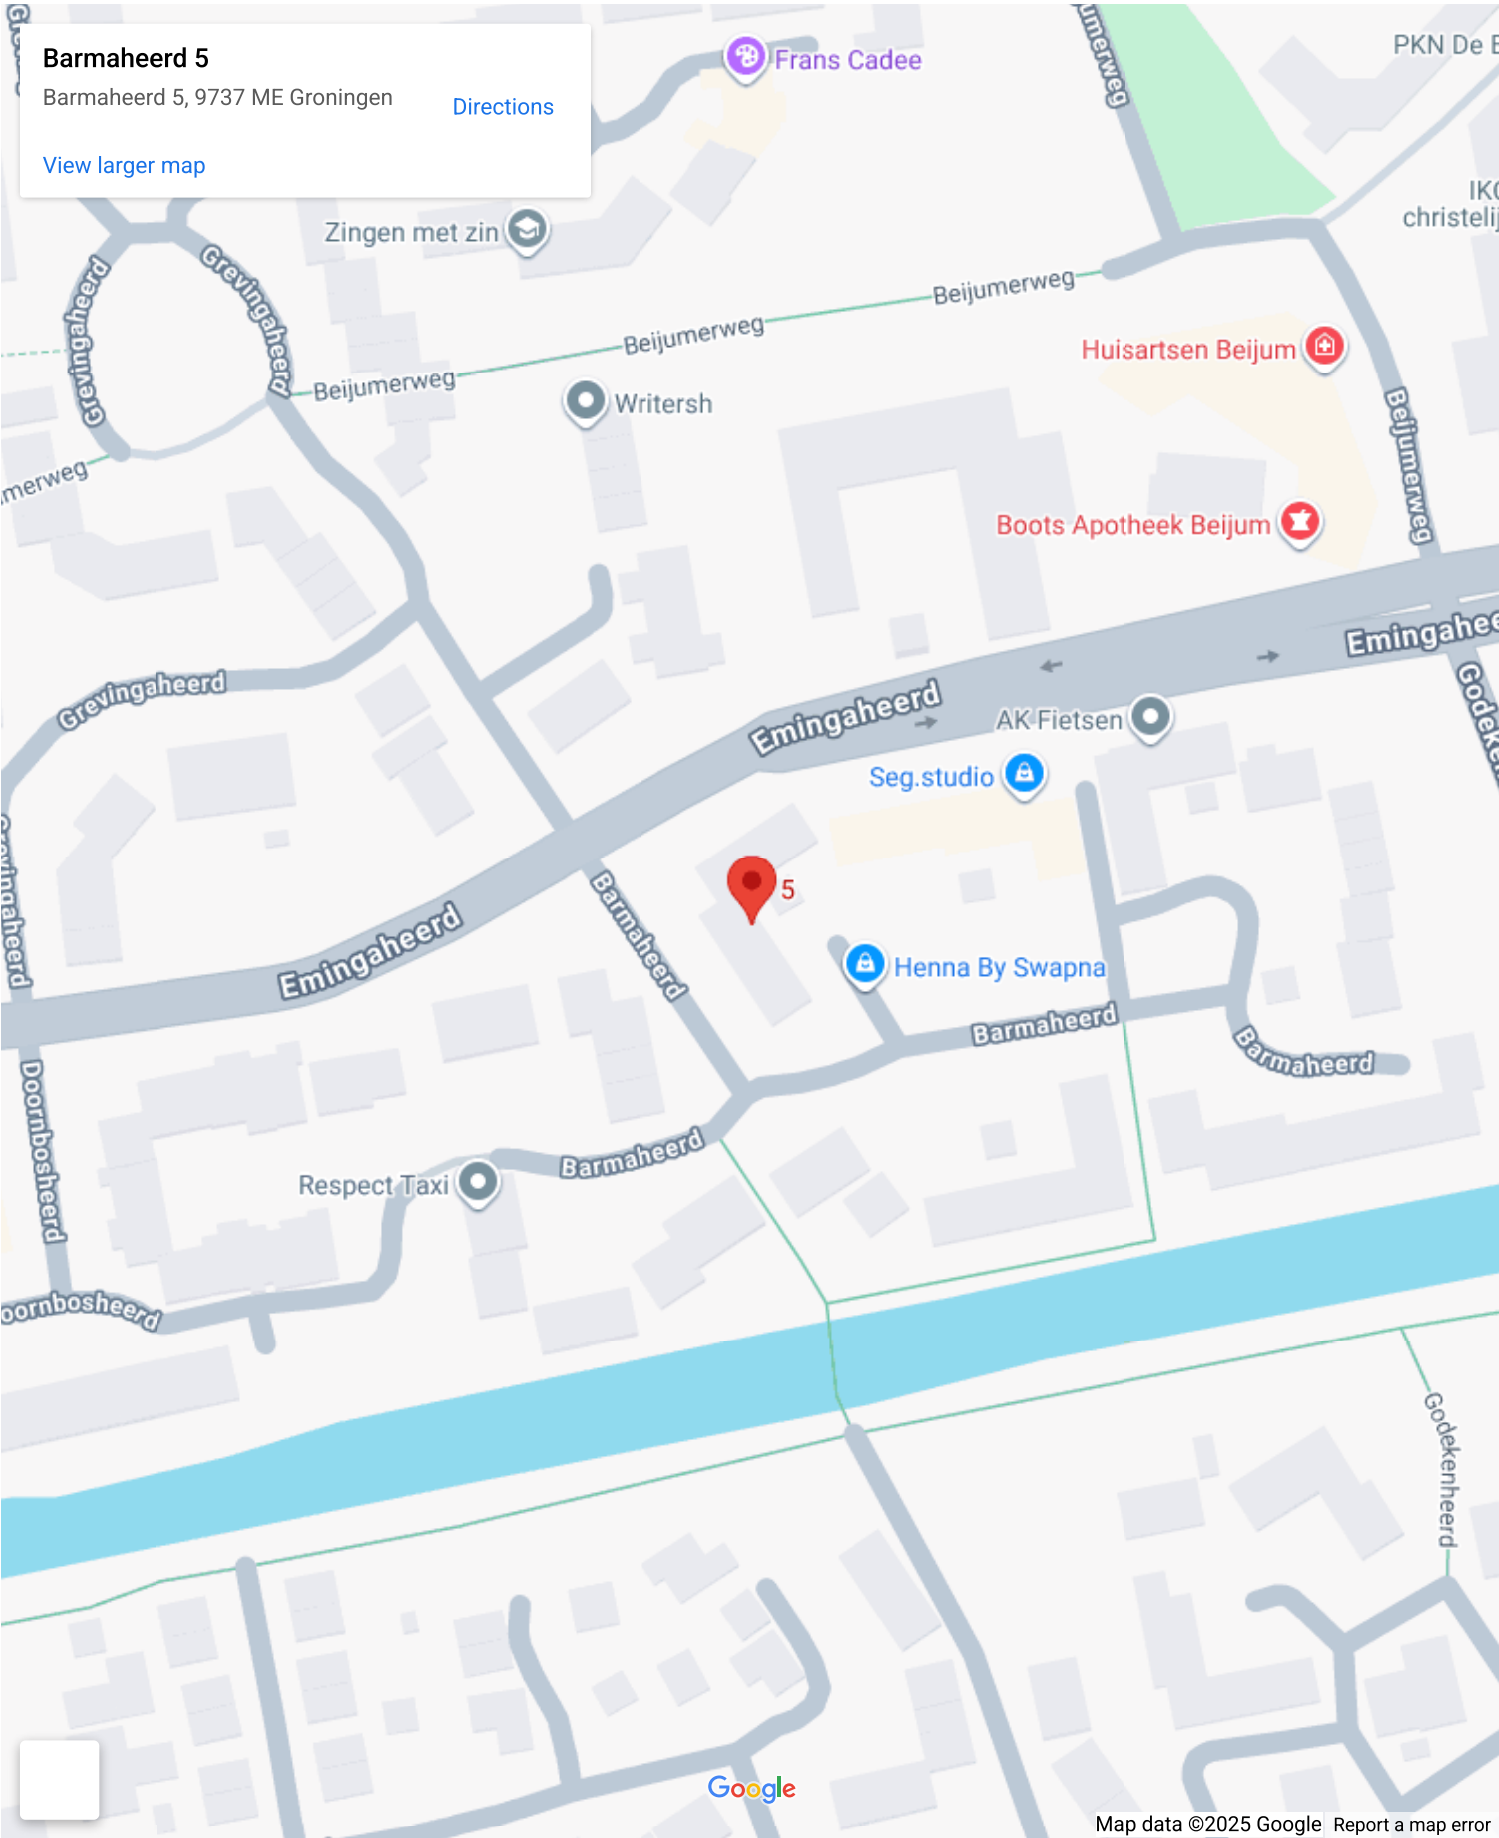 Barmaheerd 5
Barmaheerd 5, 9737 ME Groningen
Directions
View larger map
Frans Cadee
umerweg
PKN De
Zingen met zin
christelij
Grevingaheerd
Grevingaheerd
Beijumerweg
Beijumerweg
Beijumerweg
Huisartsen Beijum
Writersh
Beijumerweg
merweg
Boots Apotheek Beijum
Emingahee
Grevingaheerd
Emingaheerd
AK Fietsen
Godeken
Seg.studio
Grevingaheerd
5
Barmaheerd
Emingaheerd
Henna By Swapna
Barmaheerd
Barmaheerd
Doornbosheerd
Barmaheerd
Respect Taxi
oornbosheerd
Godekenheerd
Google
Map data ©2025 Google
Report a map error